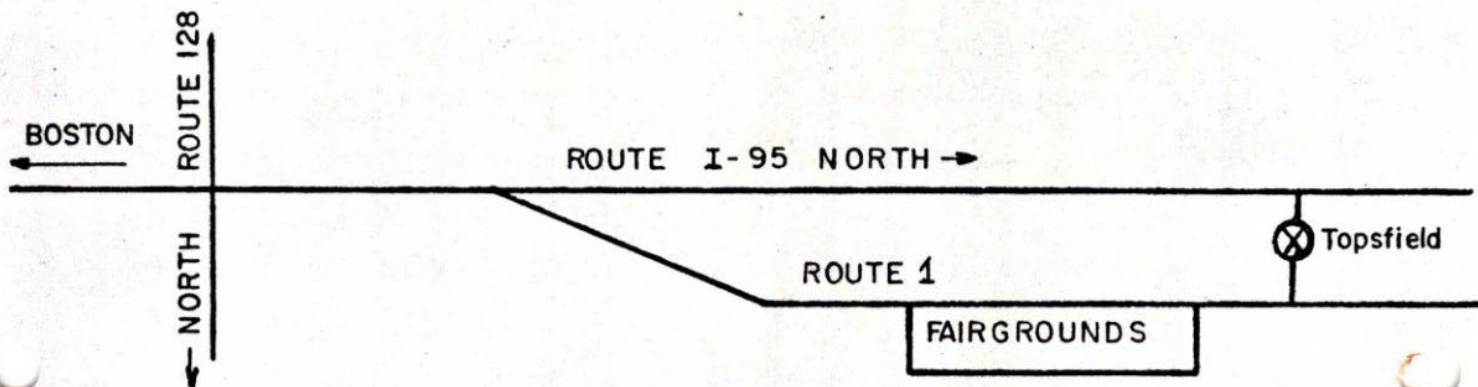 ROUTE 128
BOSTON
ROUTE I-95 NORTH
Topsfield
NORTH
ROUTE 1
FAIRGROUNDS